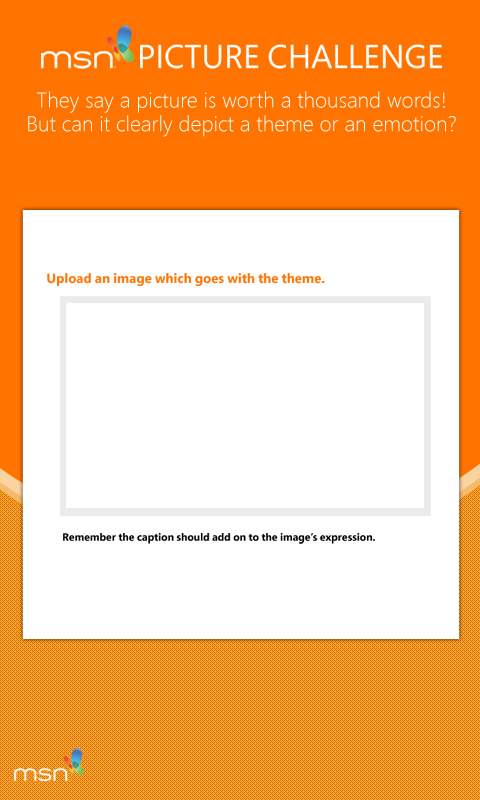 msn PICTURE CHALLENGE
They say a picture is worth a thousand words!
But can it clearly depict a theme or an emotion?
Upload an image which goes with the theme.
Remember the caption should add on to the image's expression.
msn